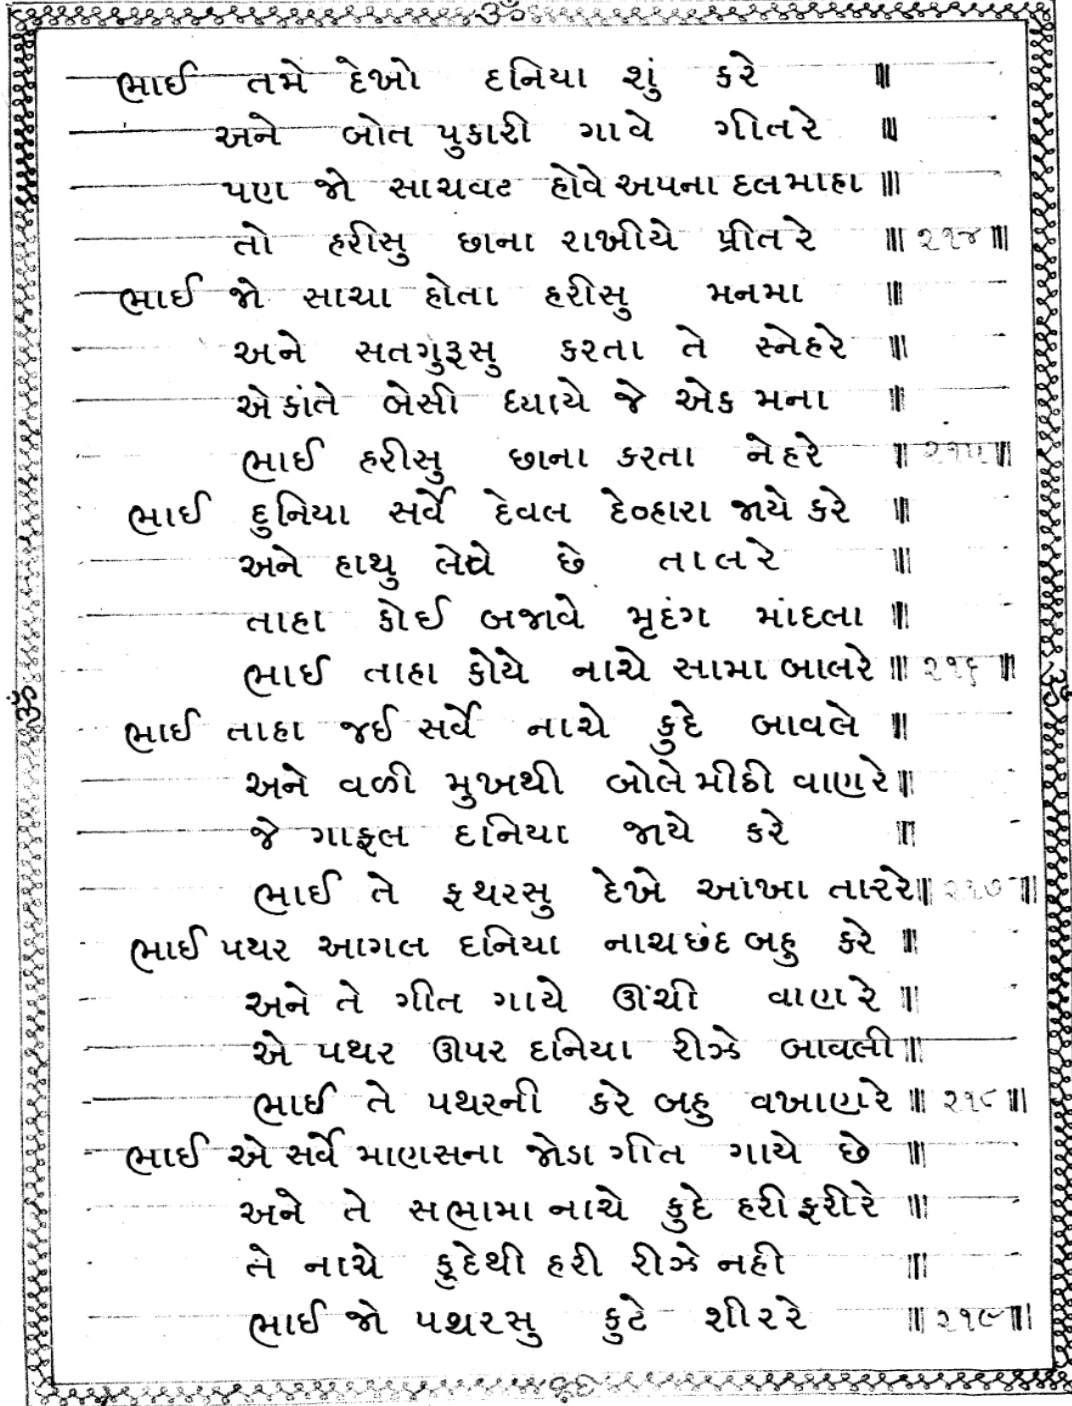 ૐ
ભાઈ તમે દેખો દનિયા શું કરે ॥
અને બોત પુકારી ગાવે ગીતરે ॥
પણ જો સાચવટ હોવે અપના દલમાહા ॥
તો હરીસુ છાના રાખીયે પ્રીતરે ॥ ૨૧૪ ॥
ભાઈ જો સાચા હોતા હરીસુ મનમા ॥
અને સતગુરૂસુ કરતા તે સ્નેહરે ॥
એકાંતે બેસી ધ્યાયે જે એક મના ॥
ભાઈ હરીસુ છાના કરતા નેહરે ॥ ૨૧૫ ॥
ભાઈ દુનિયા સર્વે દેવલ દેવ્હારા જાયે કરે ॥
અને હાથુ લેવે છે તાલરે ॥
તાહા કોઈ બજાવે મૃદંગ માંદલા ॥
ભાઈ તાહા કોયે નાચે સામા બાલરે ॥ ૨૧૬ ॥
ભાઈ તાહા જઈ સર્વે નાચે કુદે બાવલે ॥
અને વળી મુખથી બોલે મીઠી વાણરે ॥
જે ગાફલ દનિયા જાયે કરે ॥
ભાઈ તે ફથરસુ દેખે આંખા તારરે ॥ ૨૧૭ ॥
ભાઈ પથર આગલ દનિયા નાચછંદ બહુ કરે ॥
અને તે ગીત ગાયે ઊંચી વાણરે ॥
એ પથર ઊપર દનિયા રીઝે બાવલી ॥
ભાઈ તે પથરની કરે બહુ વખાણરે ॥ ૨૧૮ ॥
ભાઈ એ સર્વે માણસના જોડા ગીત ગાયે છે ॥
અને તે સભામા નાચે કુદે હરી ફરીરે ॥
તે નાચે કૂદેથી હરી રીઝે નહી ॥
ભાઈ જો પથરસુ કુટે શીરરે ॥ ૨૧૯ ॥